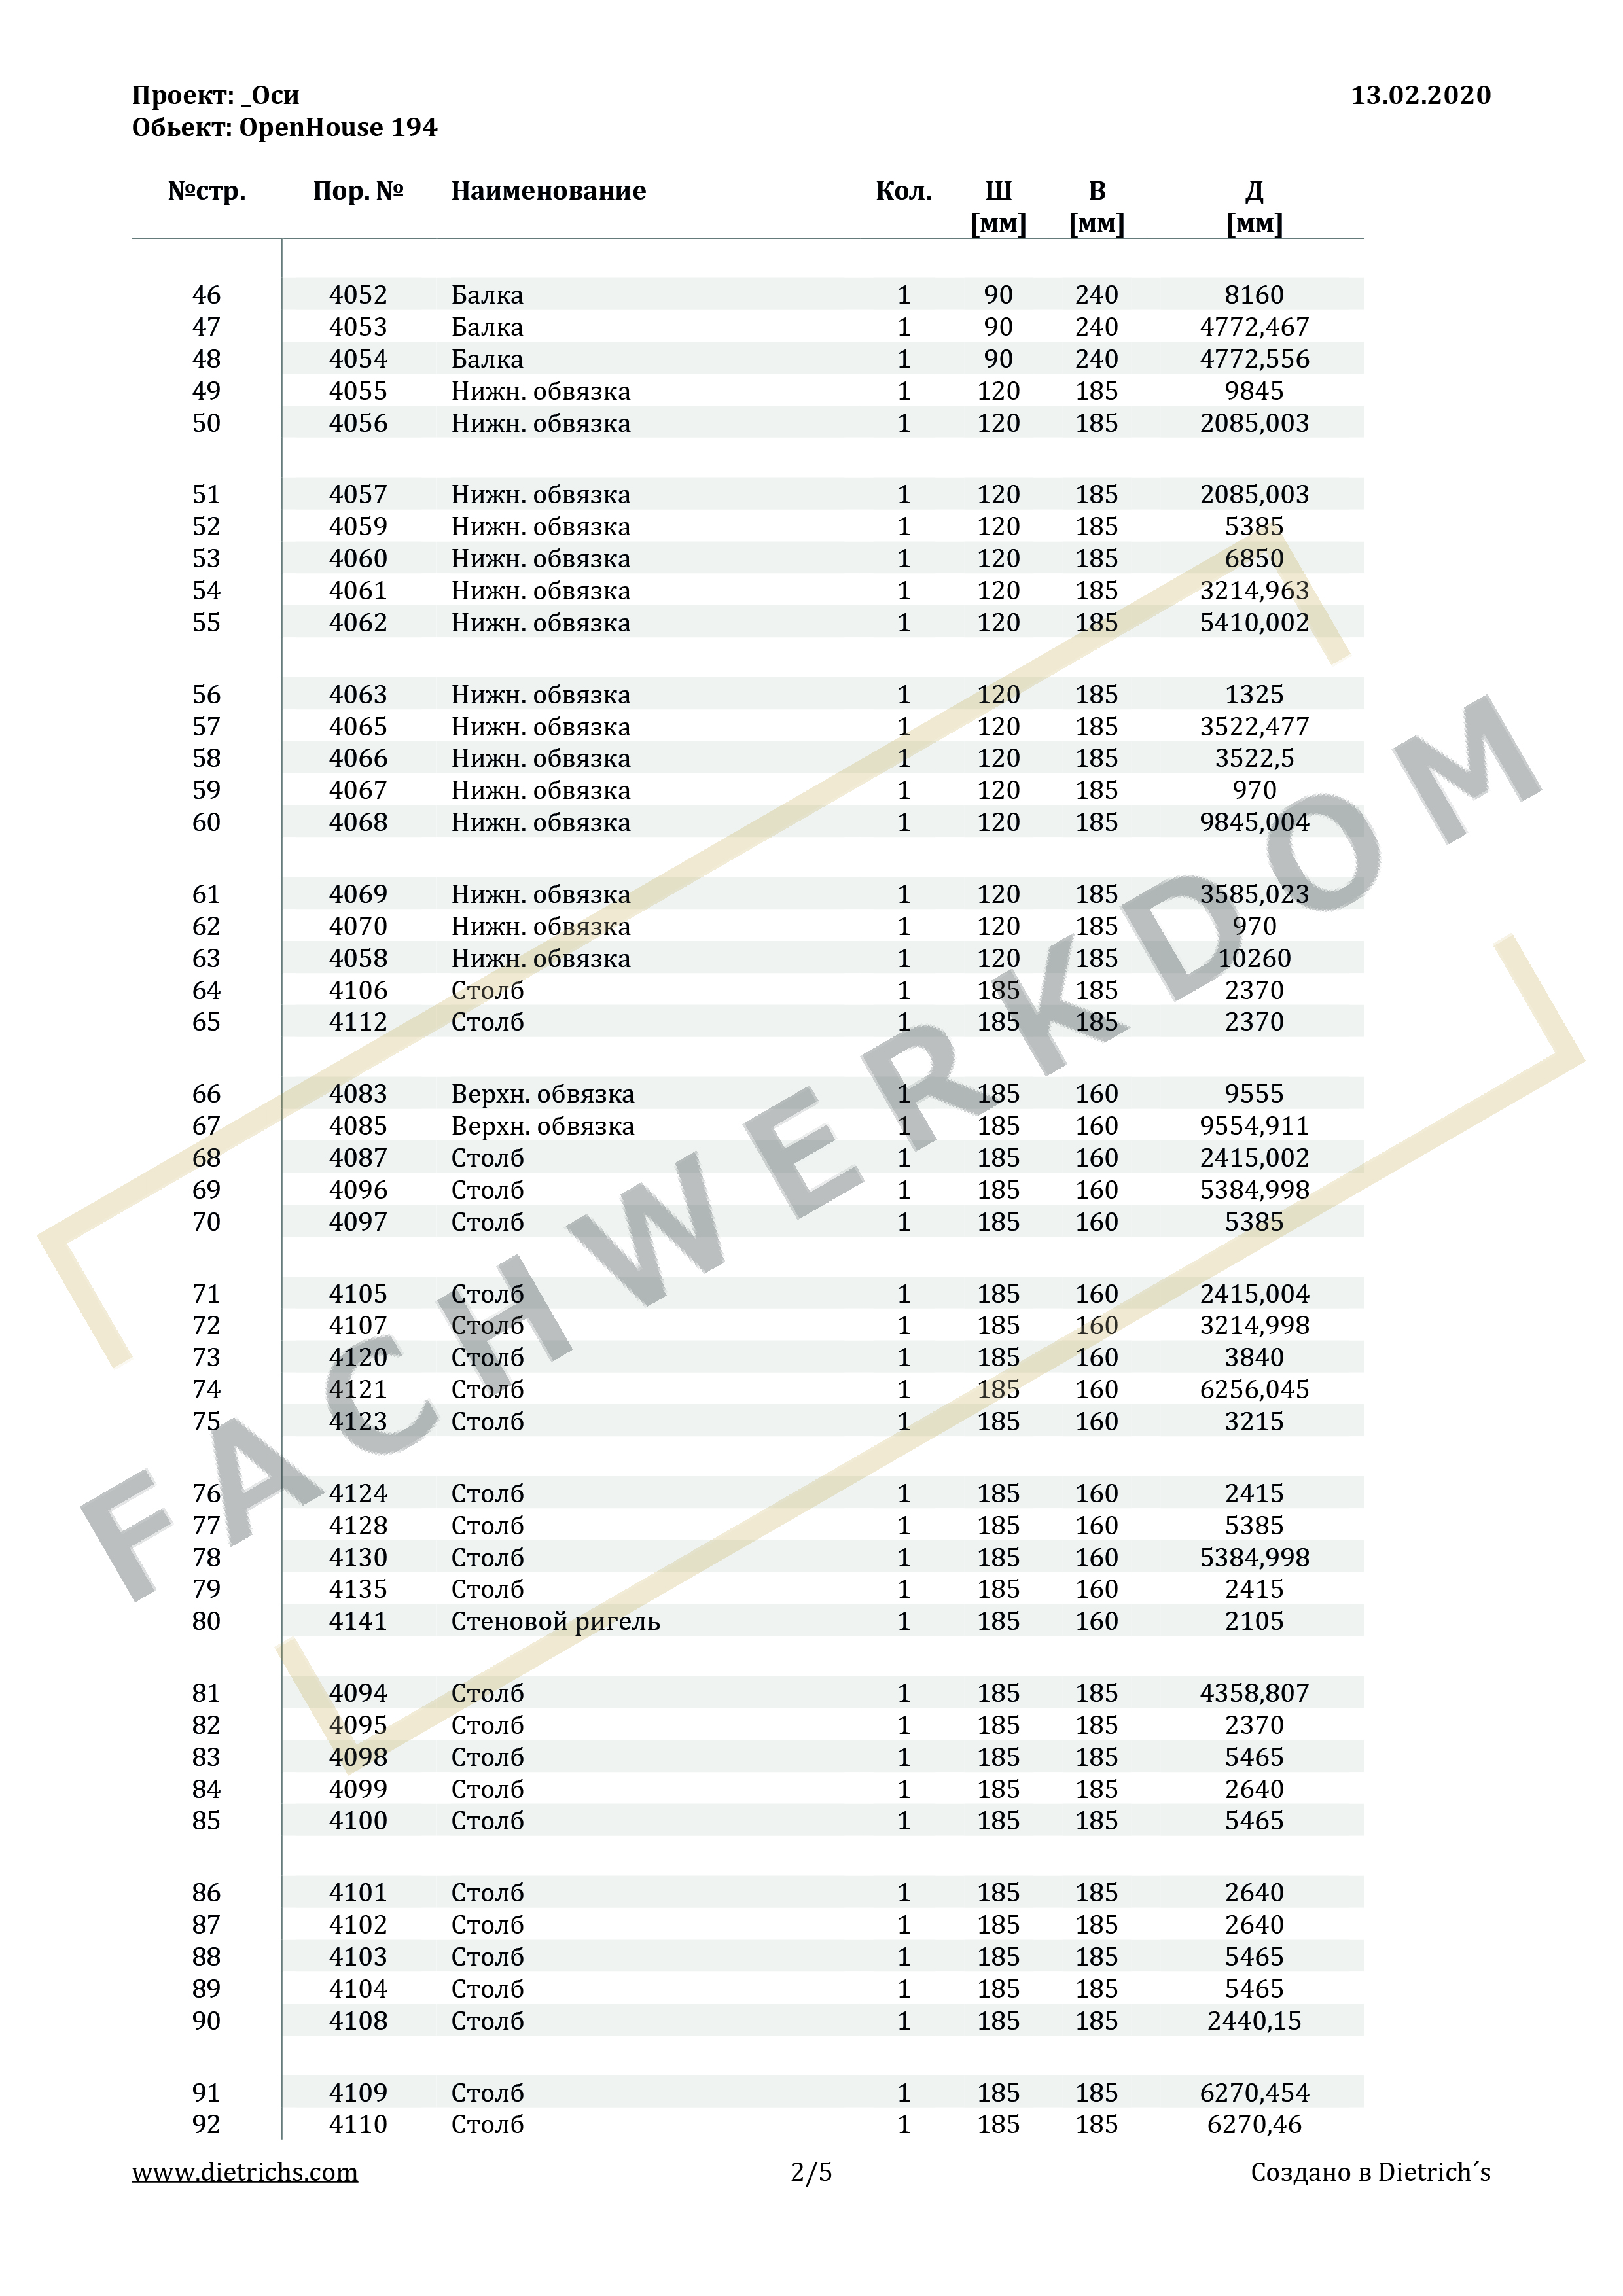 Проект: _Оси 13.02.2020
Обьект: OpenHouse 194
№стр. Пор. № Наименование Кол. Ш В Д
[мм] [мм] [мм]
46 4052 Балка 1 90 240 8160
47 4053 Балка 1 90 240 4772,467
48 4054 Балка 1 90 240 4772,556
49 4055 Нижн. обвязка 1 120 185 9845
50 4056 Нижн. обвязка 1 120 185 2085,003
51 4057 Нижн. обвязка 1 120 185 2085,003
52 4059 Нижн. обвязка 1 120 185 5385
53 4060 Нижн. обвязка 1 120 185 6850
54 4061 Нижн. обвязка 1 120 185 3214,963
55 4062 Нижн. обвязка 1 120 185 5410,002
56 4063 Нижн. обвязка 1 120 185 1325
57 4065 Нижн. обвязка 1 120 185 3522,477
58 4066 Нижн. обвязка 1 120 185 3522,5
59 4067 Нижн. обвязка 1 120 185 970
60 4068 Нижн. обвязка 1 120 185 9845,004
61 4069 Нижн. обвязка 1 120 185 3585,023
62 4070 Нижн. обвязка 1 120 185 970
63 4058 Нижн. обвязка 1 120 185 10260
64 4106 Столб 1 185 185 2370
65 4112 Столб 1 185 185 2370
66 4083 Верхн. обвязка 1 185 160 9555
67 4085 Верхн. обвязка 1 185 160 9554,911
68 4087 Столб 1 185 160 2415,002
69 4096 Столб 1 185 160 5384,998
70 4097 Столб 1 185 160 5385
71 4105 Столб 1 185 160 2415,004
72 4107 Столб 1 185 160 3214,998
73 4120 Столб 1 185 160 3840
74 4121 Столб 1 185 160 6256,045
75 4123 Столб 1 185 160 3215
76 4124 Столб 1 185 160 2415
77 4128 Столб 1 185 160 5385
78 4130 Столб 1 185 160 5384,998
79 4135 Столб 1 185 160 2415
80 4141 Стеновой ригель 1 185 160 2105
81 4094 Столб 1 185 185 4358,807
82 4095 Столб 1 185 185 2370
83 4098 Столб 1 185 185 5465
84 4099 Столб 1 185 185 2640
85 4100 Столб 1 185 185 5465
86 4101 Столб 1 185 185 2640
87 4102 Столб 1 185 185 2640
88 4103 Столб 1 185 185 5465
89 4104 Столб 1 185 185 5465
90 4108 Столб 1 185 185 2440,15
91 4109 Столб 1 185 185 6270,454
92 4110 Столб 1 185 185 6270,46
www.dietrichs.com 2/5 Создано в Dietrich´s
FACHWERKDOM